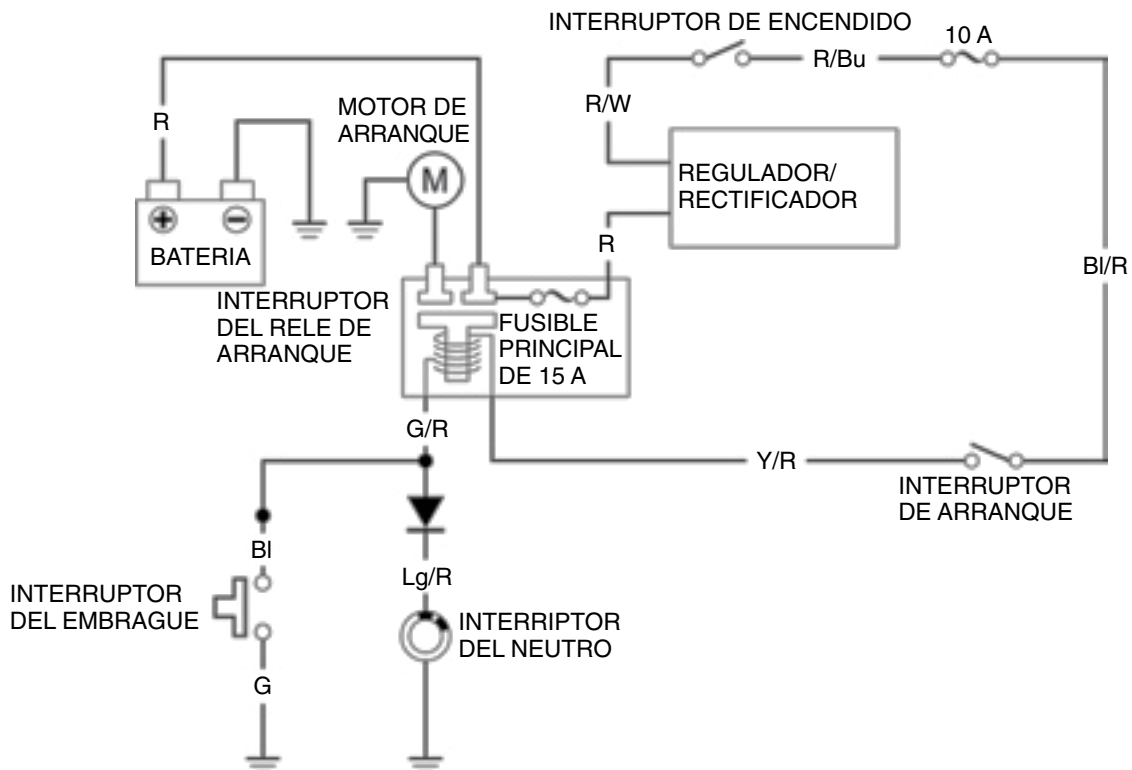 INTERRUPTOR DE ENCENDIDO
10 A
R/Bu
R
MOTOR DE
ARRANQUE
R/W
M
REGULADOR/
RECTIFICADOR
BATERIA
R
Bl/R
INTERRUPTOR
DEL RELE DE
ARRANQUE
FUSIBLE
PRINCIPAL
DE 15 A
G/R
Y/R
INTERRUPTOR
DE ARRANQUE
Bl
Lg/R
INTERRUPTOR
DEL EMBRAGUE
INTERRIPTOR
DEL NEUTRO
G